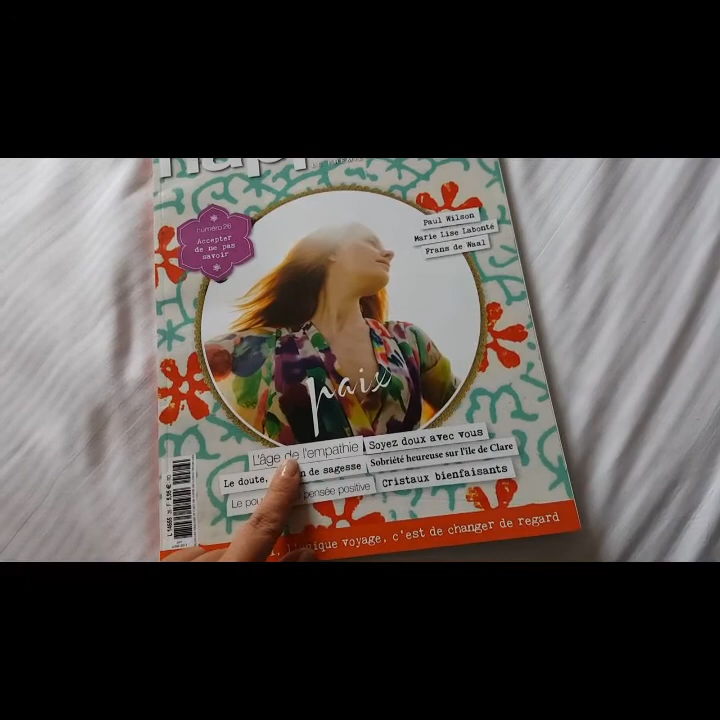 numéro 26
Accepter
de ne pas
savoir
Paul Wilson
Marie Lise Labonté
Frans de Waal
paix
L'âge de l'empathie
Soyez doux avec vous
Le doute, de sagesse
Sobriété heureuse sur l'île de Clare
Le pensée positive
Cristaux bienfaisants
l'unique voyage, c'est de changer de regard